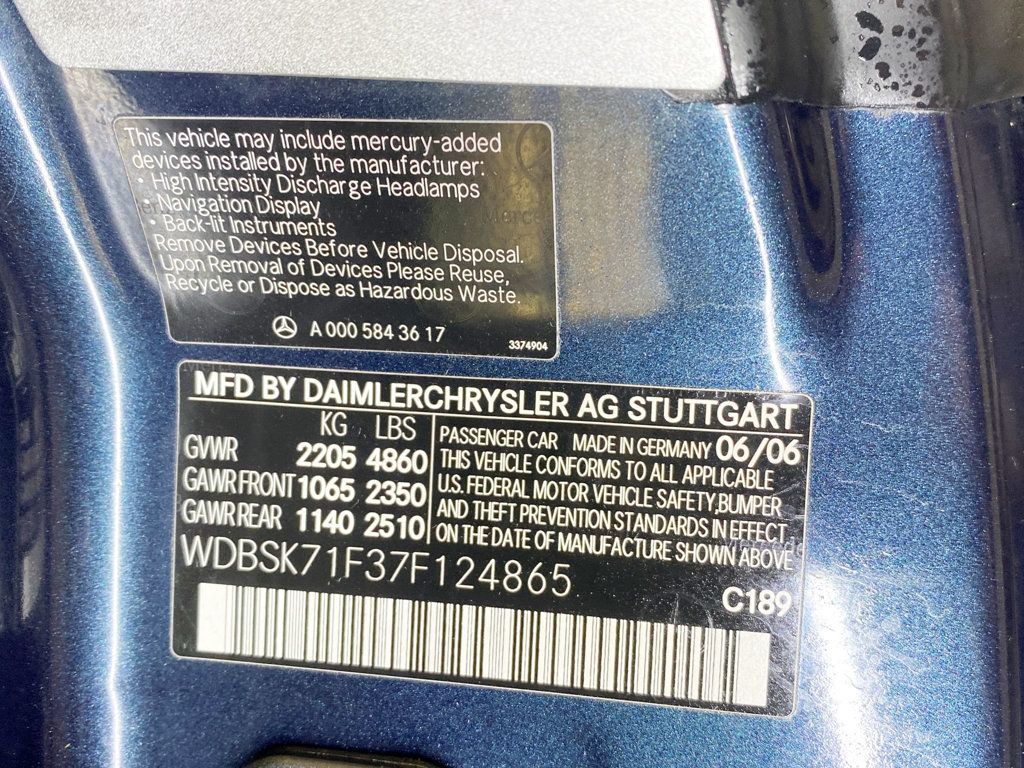 This vehicle may include mercury-added
devices installed by the manufacturer:
· High Intensity Discharge Headlamps
· Navigation Display
· Back-lit Instruments
Remove Devices Before Vehicle Disposal.
Upon Removal of Devices Please Reuse,
Recycle or Dispose as Hazardous Waste.
A 000 584 36 17
3374904
MFD BY DAIMLERCHRYSLER AG STUTTGART
KG LBS
GVWR 2205 4860
GAWR FRONT 1065 2350
GAWR REAR 1140 2510
PASSENGER CAR MADE IN GERMANY 06/06
THIS VEHICLE CONFORMS TO ALL APPLICABLE
U.S. FEDERAL MOTOR VEHICLE SAFETY, BUMPER
AND THEFT PREVENTION STANDARDS IN EFFECT
ON THE DATE OF MANUFACTURE SHOWN ABOVE
WDBSK71F37F124865
C189